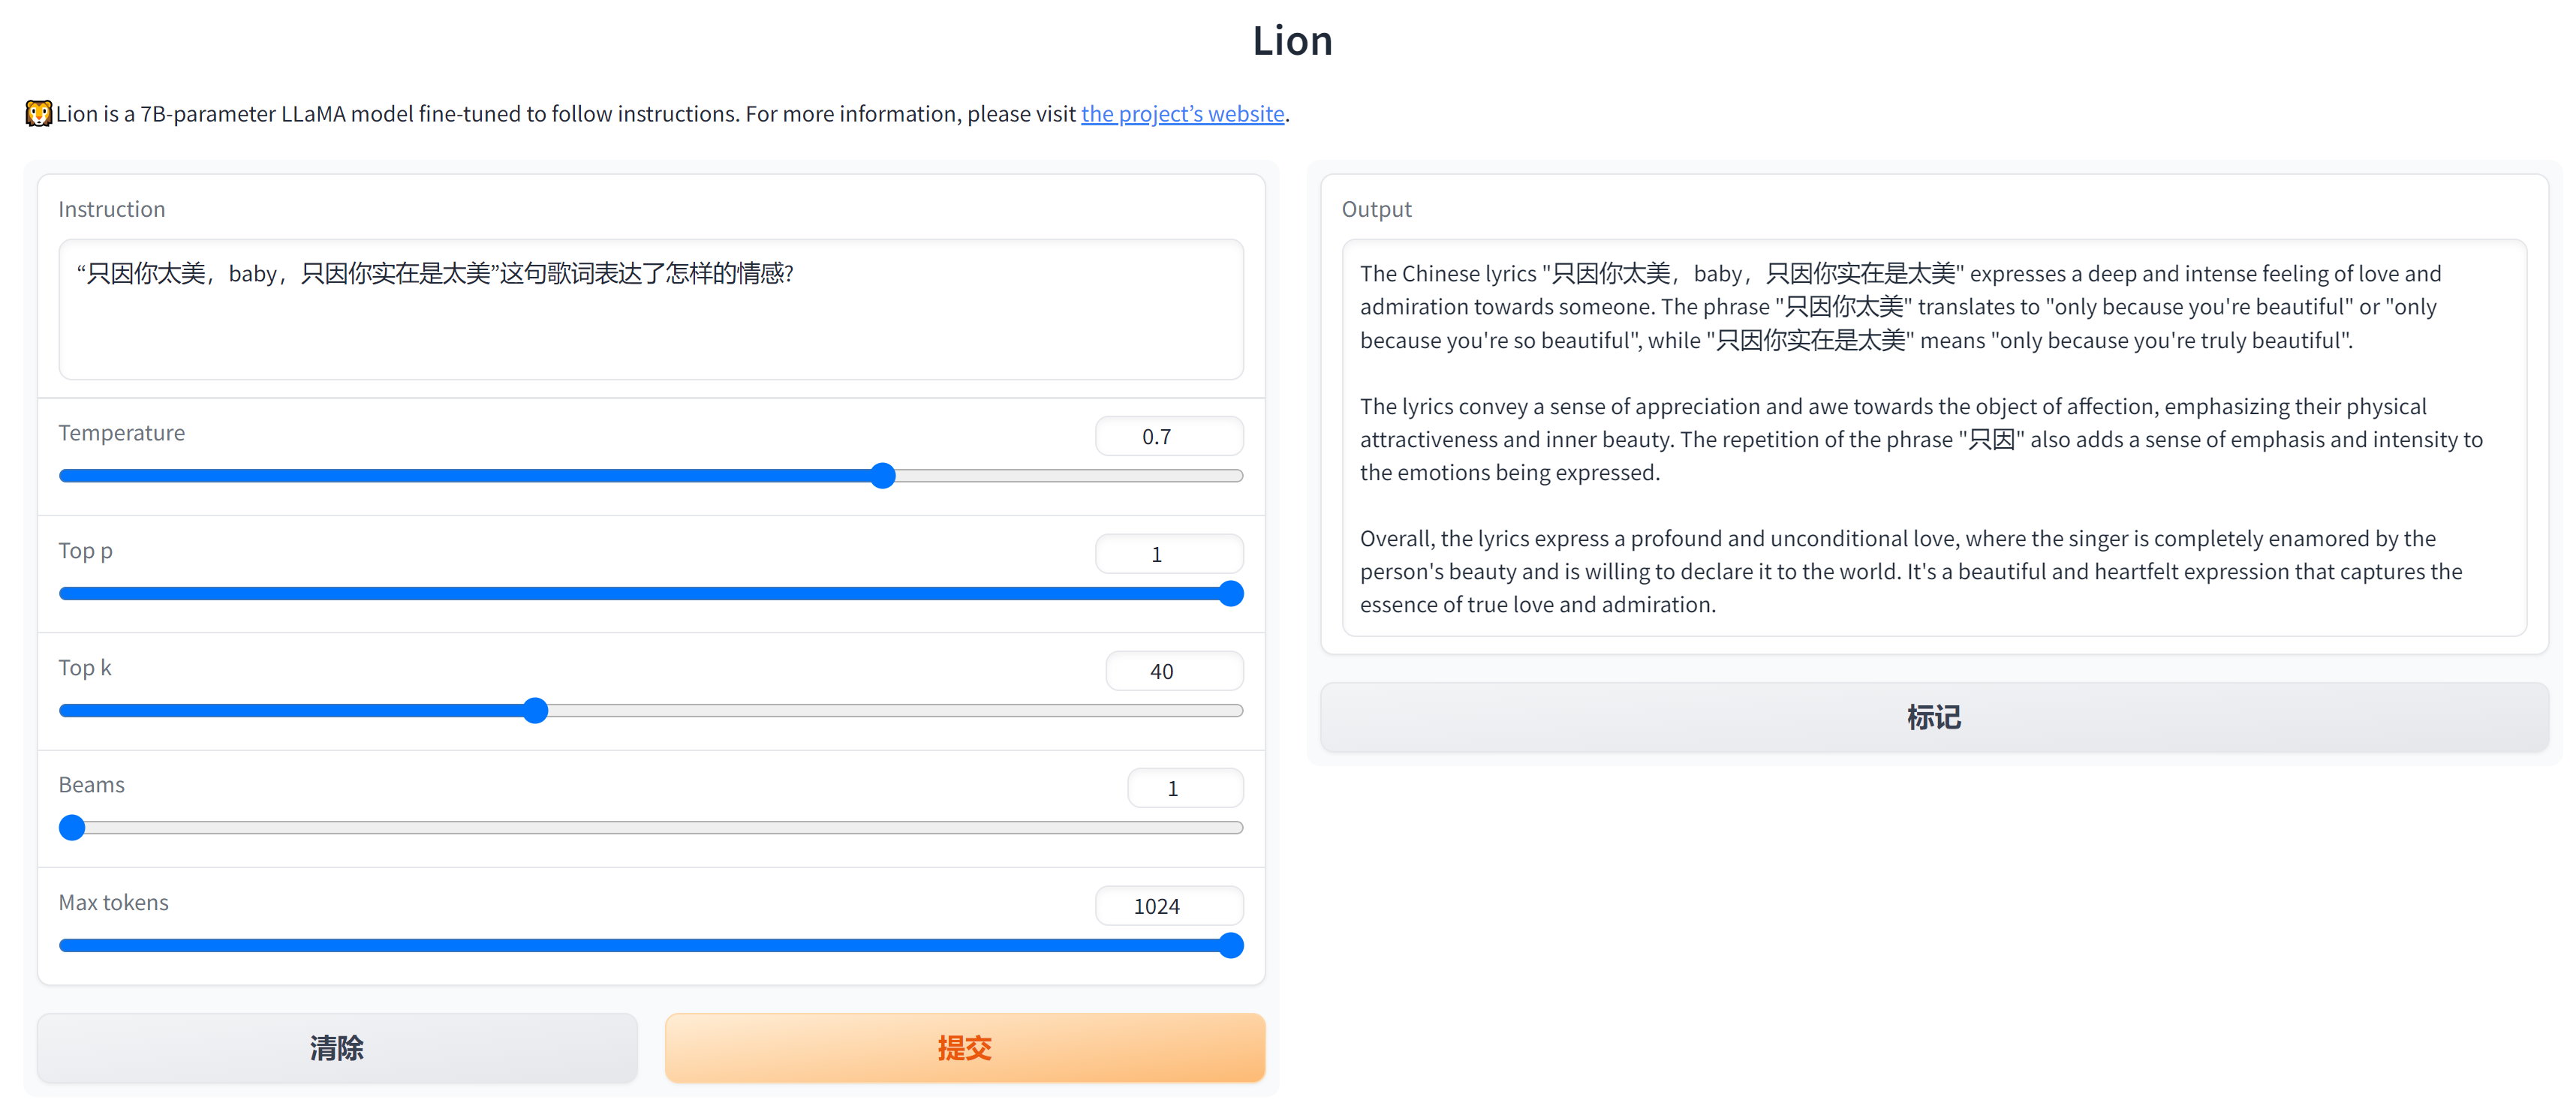 Lion
🦁Lion is a 7B-parameter LLaMA model fine-tuned to follow instructions. For more information, please visit the project’s website.
Instruction
“只因你太美，baby，只因你实在是太美”这句歌词表达了怎样的情感?
Temperature
0.7
Top p
1
Top k
40
Beams
1
Max tokens
1024
清除
提交
Output
The Chinese lyrics "只因你太美，baby，只因你实在是太美" expresses a deep and intense feeling of love and
admiration towards someone. The phrase "只因你太美" translates to "only because you're beautiful" or "only
because you're so beautiful", while "只因你实在是太美" means "only because you're truly beautiful".
The lyrics convey a sense of appreciation and awe towards the object of affection, emphasizing their physical
attractiveness and inner beauty. The repetition of the phrase "只因" also adds a sense of emphasis and intensity to
the emotions being expressed.
Overall, the lyrics express a profound and unconditional love, where the singer is completely enamored by the
person's beauty and is willing to declare it to the world. It's a beautiful and heartfelt expression that captures the
essence of true love and admiration.
标记